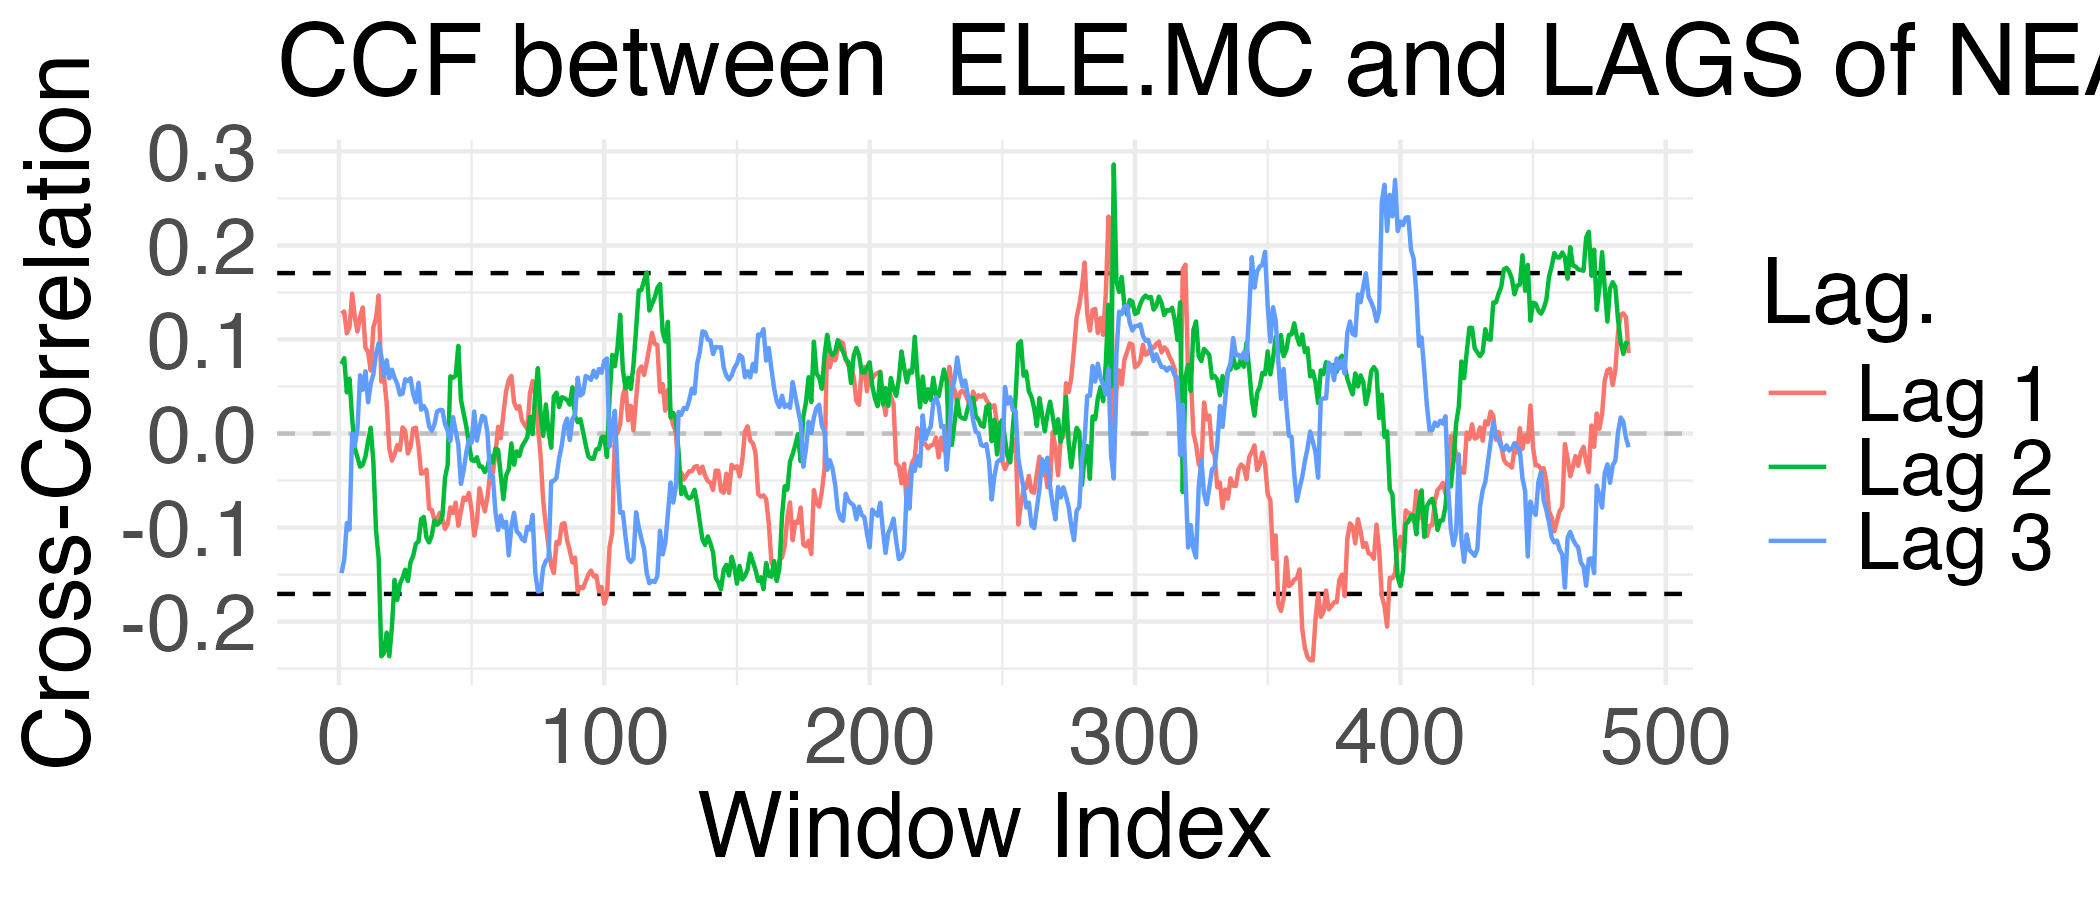 CCF between  ELE.MC and LAGS of NEA
Cross-Correlation
0.3
0.2
0.1
0.0
-0.1
-0.2
0 100 200 300 400 500
Window Index
Lag.
Lag 1
Lag 2
Lag 3